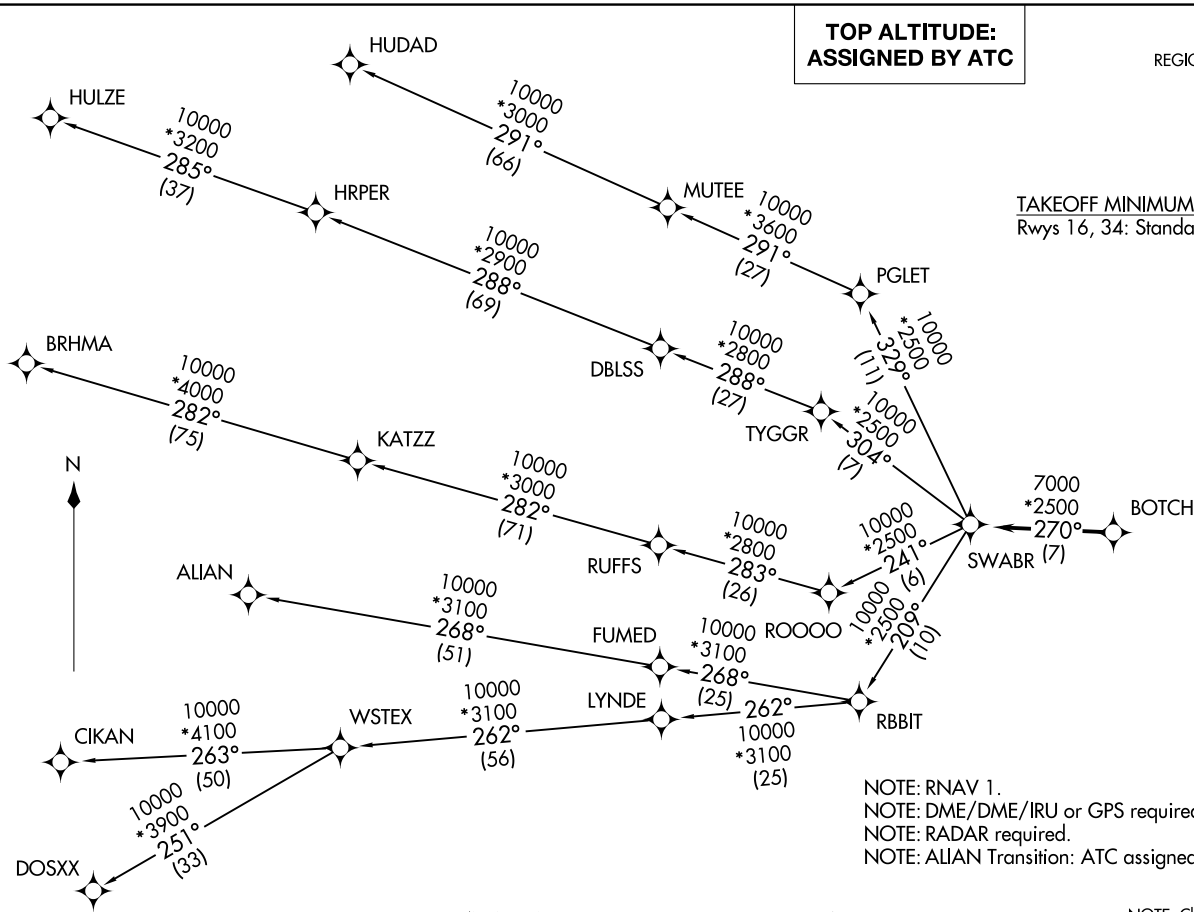 TOP ALTITUDE:
ASSIGNED BY ATC
HUDAD
HULZE
10000
*3000
291°
(66)
10000
*3200
285°
(37)
HRPER
MUTEE
10000
*3600
291°
(27)
TAKEOFF MINIMUM
Rwys 16, 34: Standa
10000
*2900
288°
(69)
PGLET
BRHMA
10000
*2500
329°
(11)
DBLSS
10000
*2800
288°
(27)
TYGGR
10000
*4000
282°
(75)
KATZZ
10000
*2500
304°
(7)
N
10000
*3000
282°
(71)
7000
*2500
270°
(7)
BOTCH
SWABR
10000
*2500
241°
(6)
RUFFS
10000
*2800
283°
(26)
ROOOO
ALIAN
10000
*3100
268°
(51)
10000
*2500
209°
(10)
FUMED
10000
*3100
268°
(25)
RBBIT
LYNDE
262°
10000
*3100
(25)
WSTEX
10000
*3100
262°
(56)
CIKAN
10000
*4100
263°
(50)
10000
*3900
251°
(33)
DOSXX
NOTE: RNAV 1.
NOTE: DME/DME/IRU or GPS required
NOTE: RADAR required.
NOTE: ALIAN Transition: ATC assigned